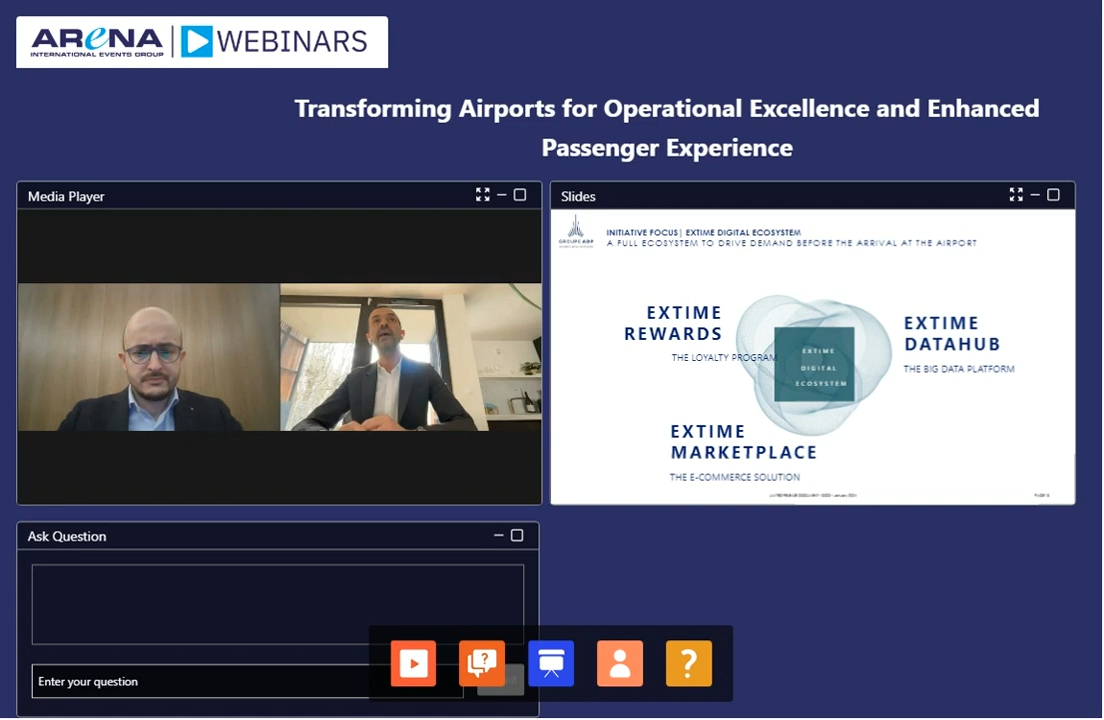 ARENA
INTERNATIONAL EVENTS GROUP
WEBINARS
Transforming Airports for Operational Excellence and Enhanced
Passenger Experience
Media Player
Slides
GROUPE ADP
INITIATIVE FOCUS| EXTIME DIGITAL ECOSYSTEM
A FULL ECOSYSTEM TO DRIVE DEMAND BEFORE THE ARRIVAL AT THE AIRPORT
EXTIME
REWARDS
THE LOYALTY PROGRAM
EXTIME
DIGITAL
ECOSYSTEM
EXTIME
DATAHUB
THE BIG DATA PLATFORM
EXTIME
MARKETPLACE
THE E-COMMERCE SOLUTION
Ask Question
Enter your question
?
?